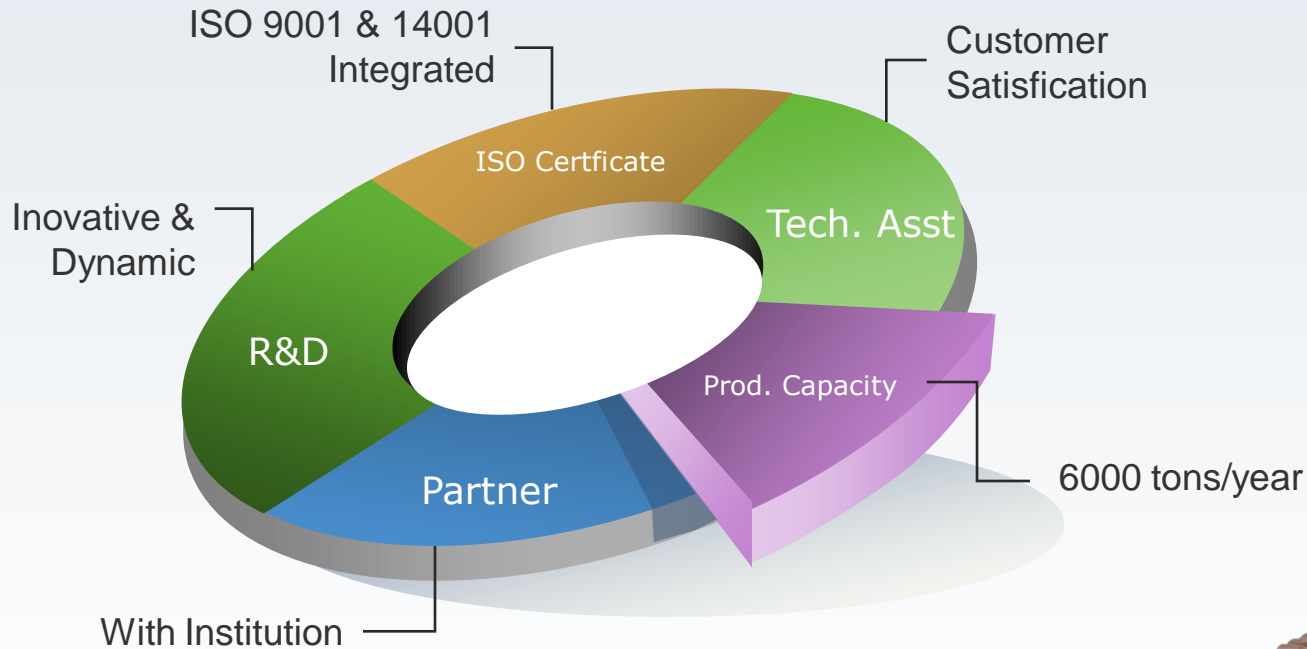 ISO 9001 & 14001
Integrated
Customer
Satisfication
ISO Certficate
Tech. Asst
Inovative &
Dynamic
R&D
Prod. Capacity
Partner
6000 tons/year
With Institution